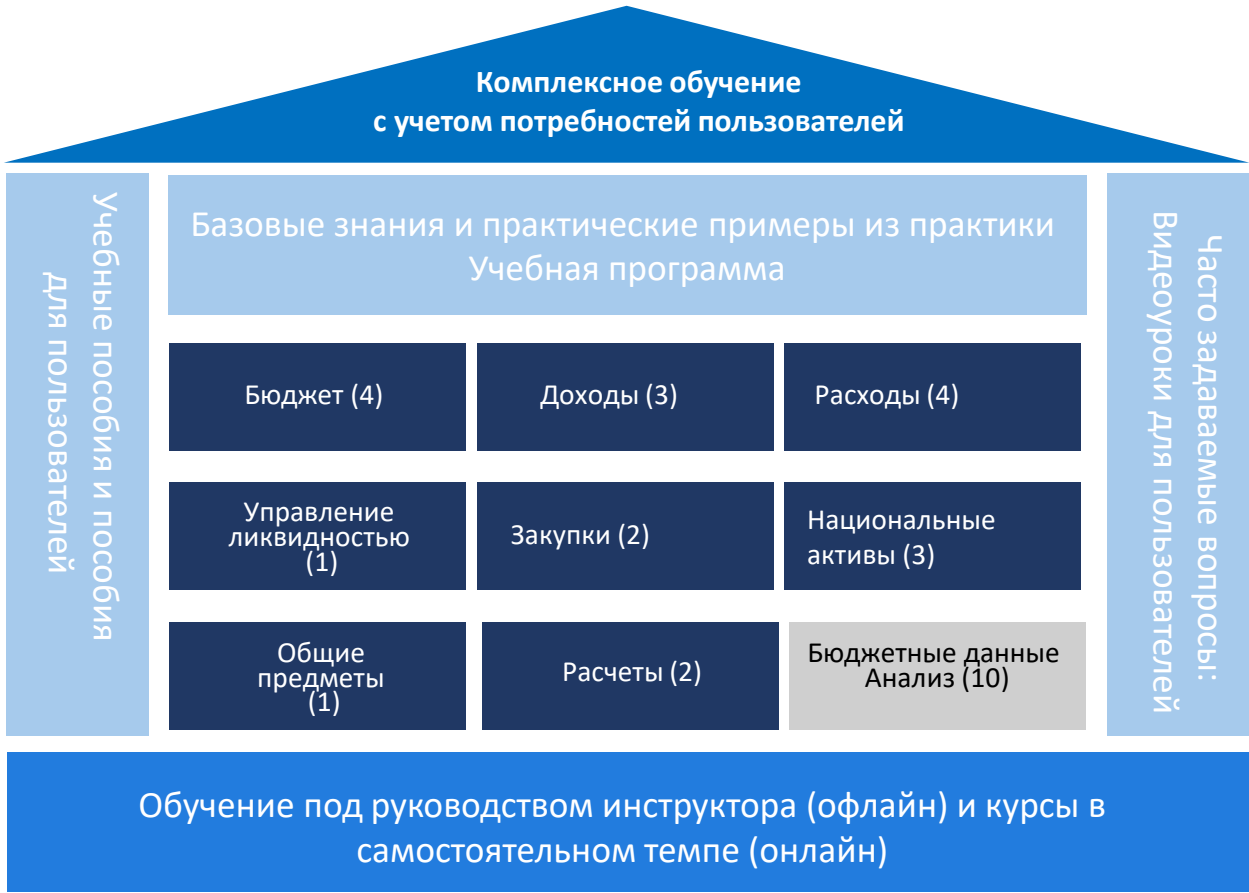 Комплексное обучение
с учетом потребностей пользователей
Учебные пособия и пособия
для пользователей
Базовые знания и практические примеры из практики
Учебная программа
Бюджет (4)
Доходы (3)
Расходы (4)
Управление
ликвидностью
(1)
Закупки (2)
Национальные
активы (3)
Общие
предметы
(1)
Расчеты (2)
Бюджетные данные
Анализ (10)
Часто задаваемые вопросы:
Видеоуроки для пользователей
Обучение под руководством инструктора (офлайн) и курсы в
самостоятельном темпе (онлайн)